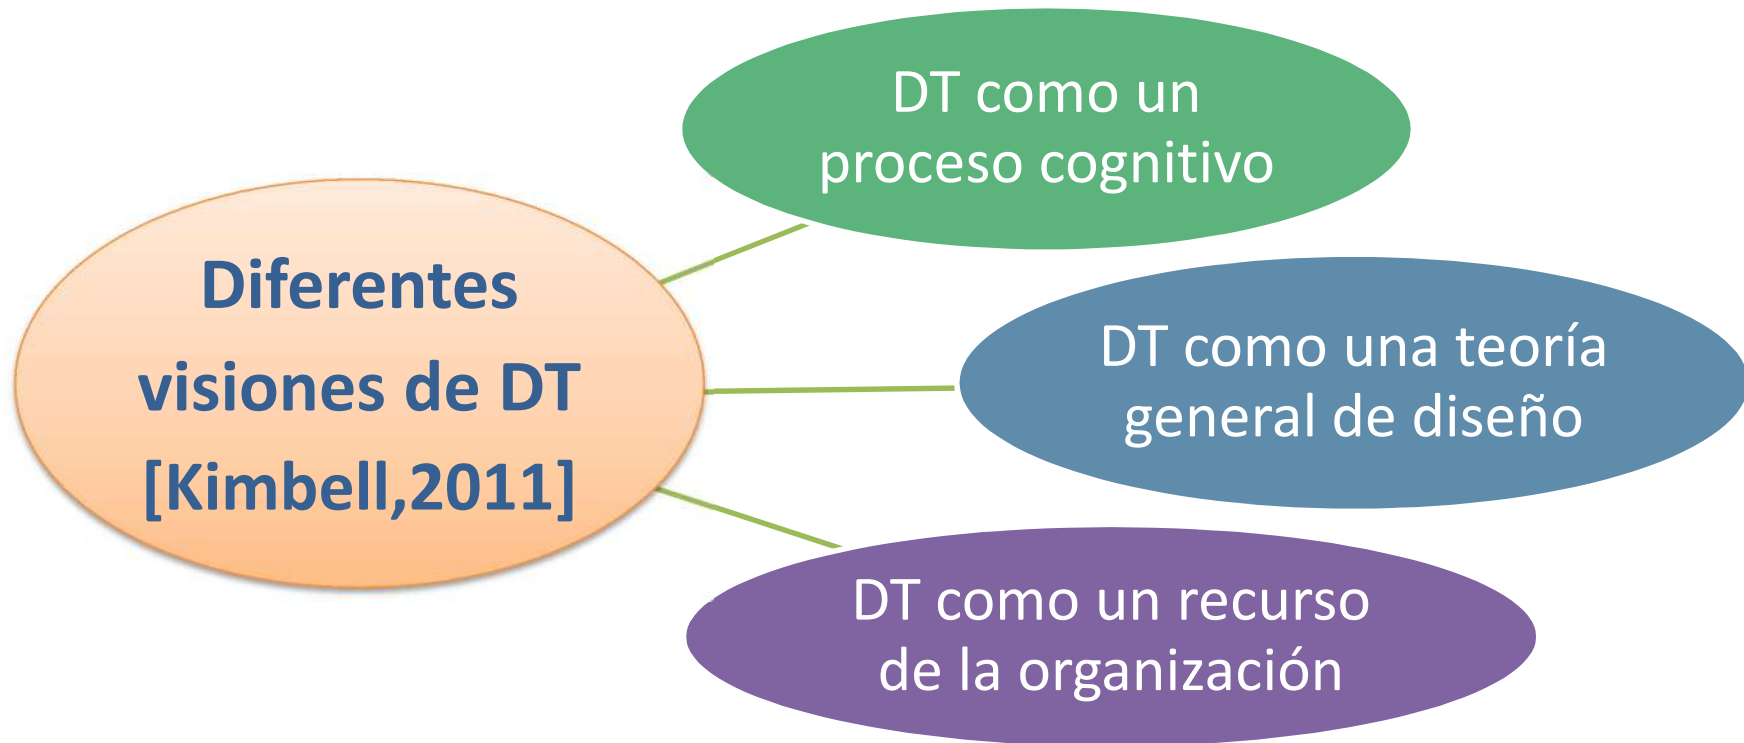 Diferentes
visiones de DT
[Kimbell,2011]
DT como un
proceso cognitivo
DT como una teoría
general de diseño
DT como un recurso
de la organización